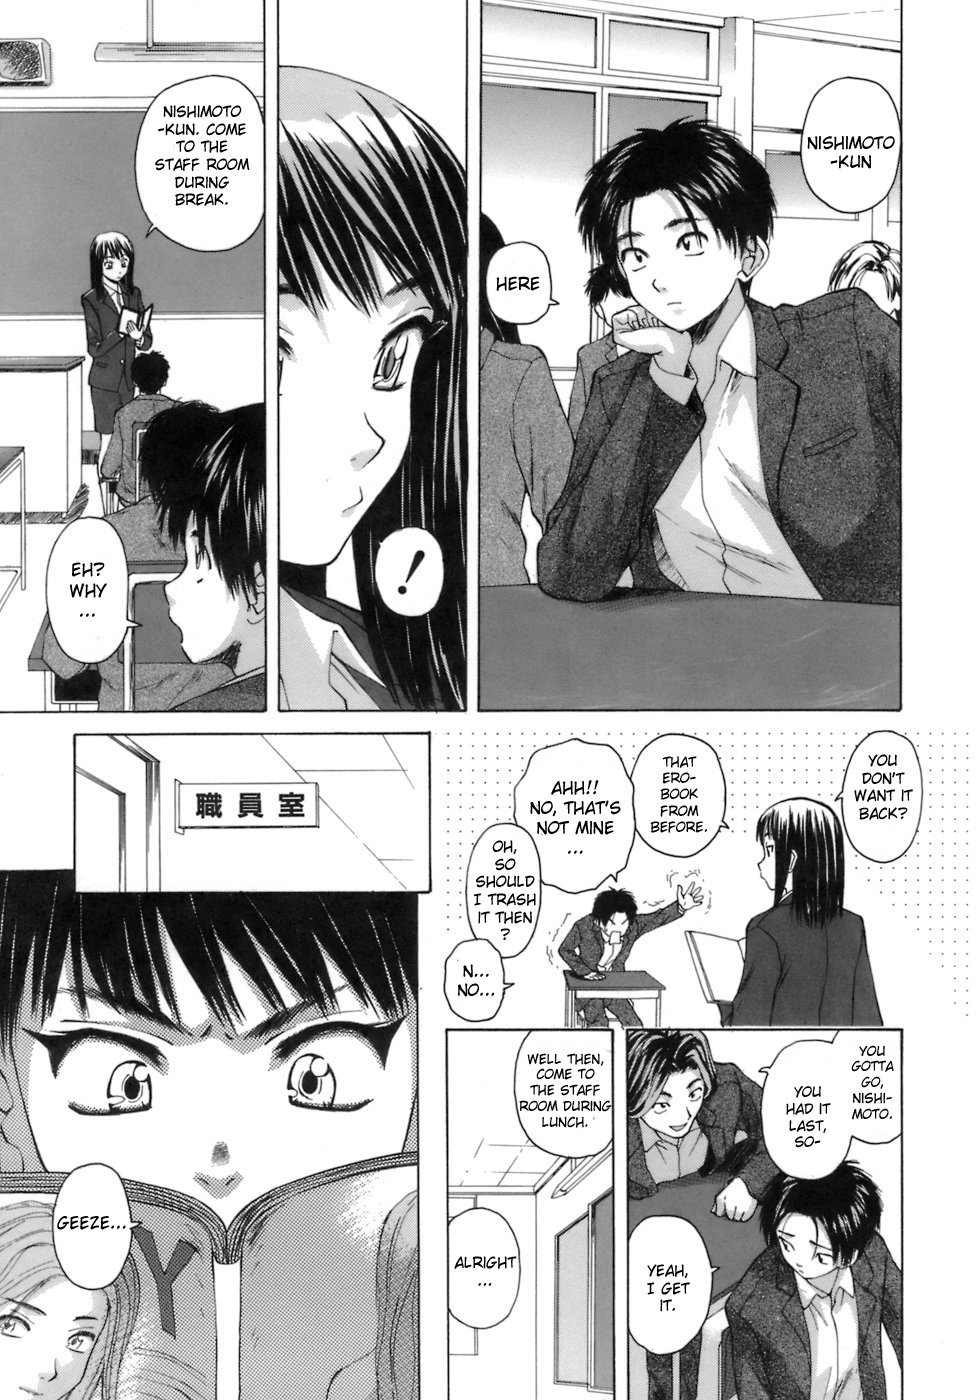 NISHIMOTO
-KUN
HERE
!
NISHIMOTO
-KUN. COME
TO THE
STAFF ROOM
DURING
BREAK.
EH?
WHY
...
YOU
DON'T
WANT IT
BACK?
THAT
ERO-
BOOK
FROM
BEFORE.
AHH!!
NO, THAT'S
NOT MINE
...
OH,
SO
SHOULD
I TRASH
IT THEN
?
N...
NO...
職員室
YOU
GOTTA
GO,
NISHI-
MOTO.
YOU
HAD IT
LAST,
SO-
YEAH,
I GET
IT.
WELL THEN,
COME TO
THE STAFF
ROOM DURING
LUNCH.
ALRIGHT
...
GEEZE...
Y